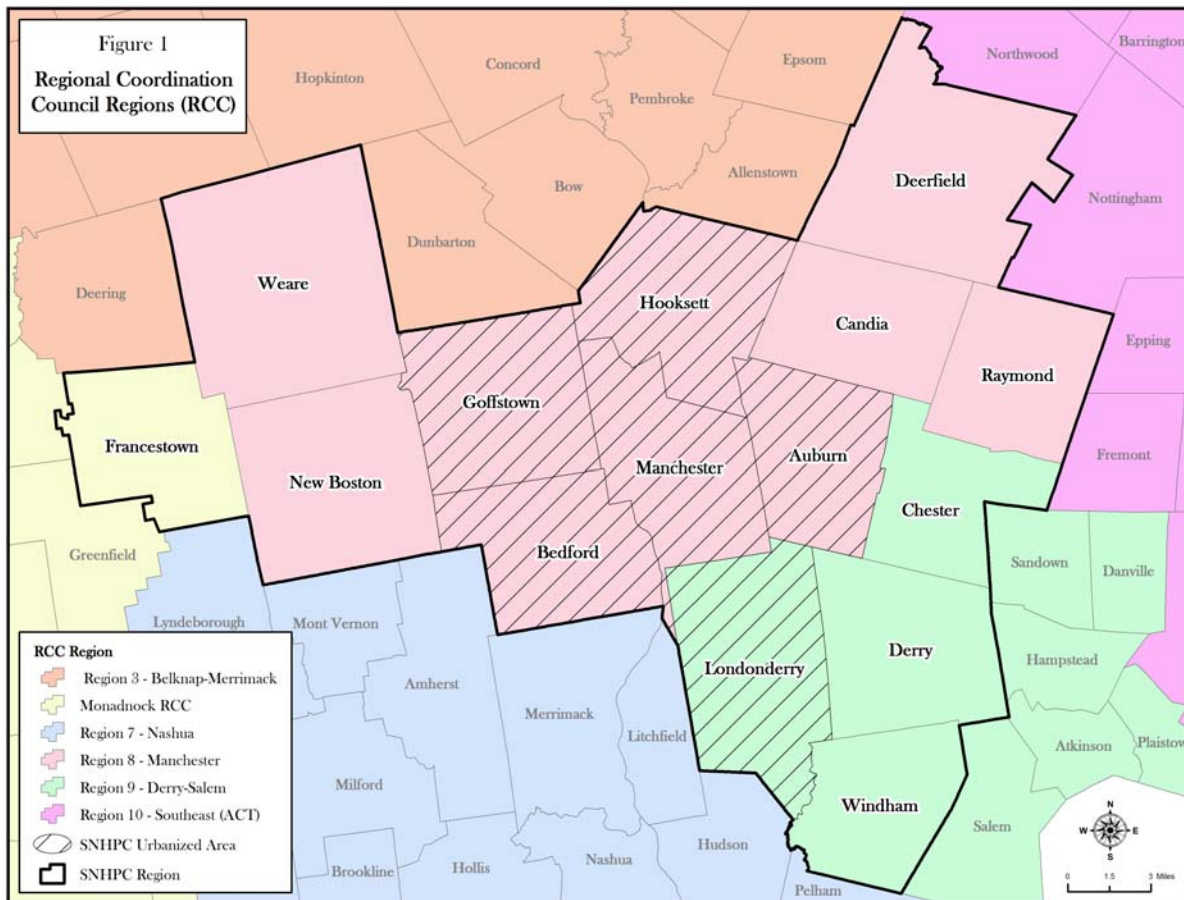 Figure 1
Regional Coordination
Council Regions (RCC)
Hopkinton
Concord
Pembroke
Epsom
Northwood
Barrington
Allenstown
Bow
Dunbarton
Deerfield
Nottingham
Deering
Weare
Hooksett
Candia
Epping
Raymond
Goffstown
Francestown
New Boston
Manchester
Auburn
Fremont
Chester
Greenfield
Bedford
Sandown
Danville
Lyndeborough
Mont Vernon
Londonderry
Derry
Hampstead
Amherst
Merrimack
Litchfield
Atkinson
Plaistow
Milford
Windham
Salem
Hudson
Brookline
Hollis
Nashua
Pelham
RCC Region
Region 3 - Belknap-Merrimack
Monadnock RCC
Region 7 - Nashua
Region 8 - Manchester
Region 9 - Derry-Salem
Region 10 - Southeast (ACT)
SNHPC Urbanized Area
SNHPC Region
N
W
E
S
0 1.5 3 Miles